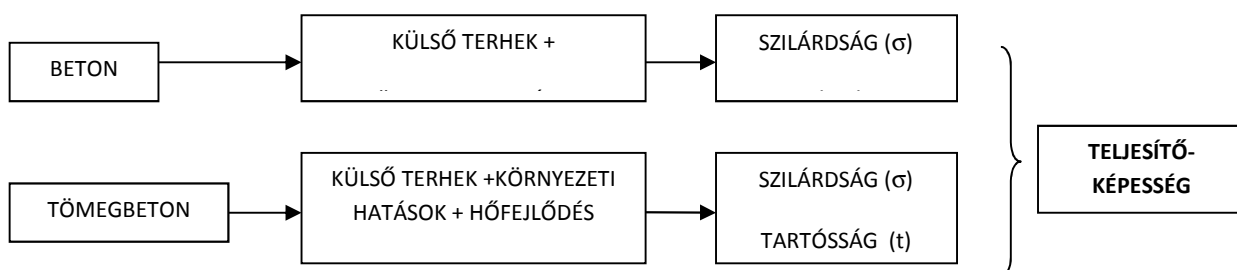 BETON
KÜLSŐ TERHEK +
SZILÁRDSÁG (σ)
TÖMEGBETON
KÜLSŐ TERHEK +KÖRNYEZETI
HATÁSOK + HŐFEJLŐDÉS
SZILÁRDSÁG (σ)
TARTÓSSÁG (t)
TELJESÍTŐ-
KÉPESSÉG